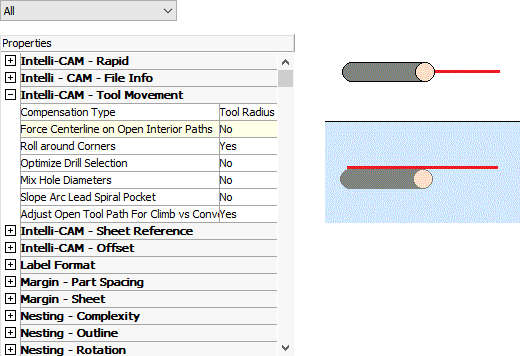 All
Properties
Intelli-CAM - Rapid
Intelli - CAM - File Info
Intelli-CAM - Tool Movement
Compensation Type Tool Radius
Force Centerline on Open Interior Paths No
Roll around Corners Yes
Optimize Drill Selection No
Mix Hole Diameters No
Slope Arc Lead Spiral Pocket No
Adjust Open Tool Path For Climb vs Conv Yes
Intelli-CAM - Sheet Reference
Intelli-CAM - Offset
Label Format
Margin - Part Spacing
Margin - Sheet
Nesting - Complexity
Nesting - Outline
Nesting - Rotation